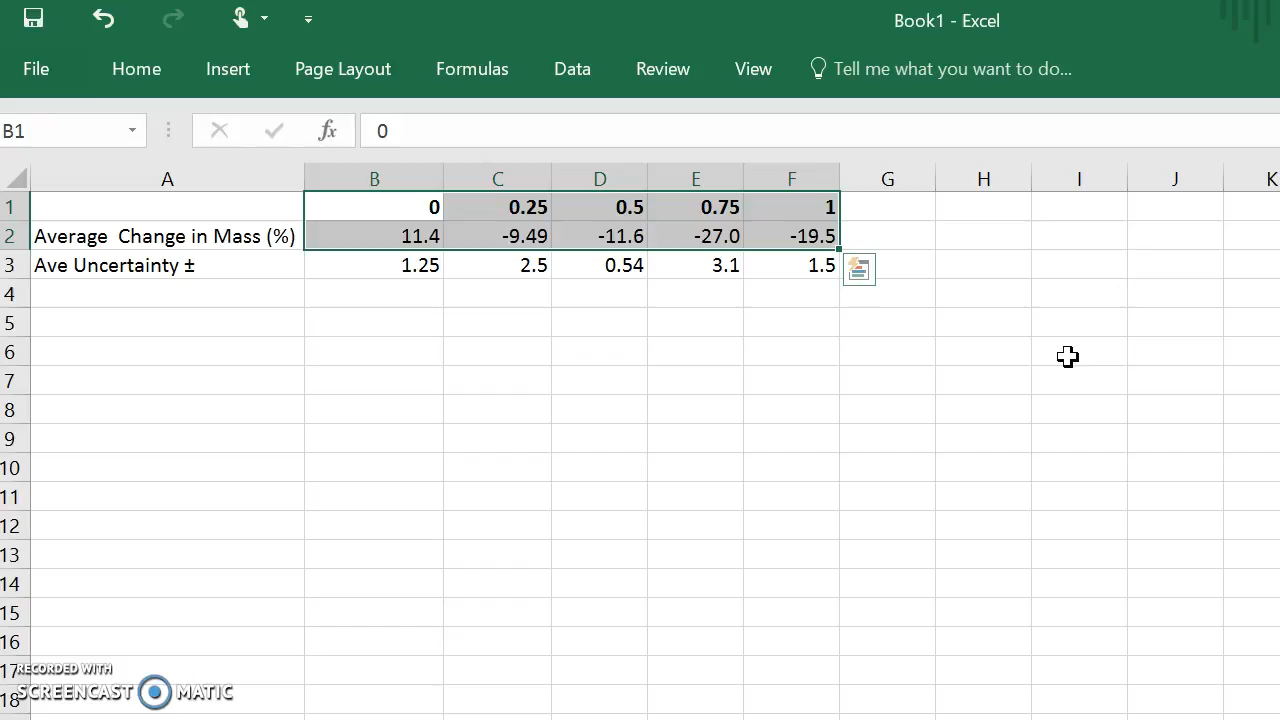 Book1 - Excel
File Home Insert Page Layout Formulas Data Review View Tell me what you want to do...
B1 fx 0
A B C D E F G H I J K
1 0 0.25 0.5 0.75 1
2 Average  Change in Mass (%) 11.4 -9.49 -11.6 -27.0 -19.5
3 Ave Uncertainty ± 1.25 2.5 0.54 3.1 1.5
4
5
6
7
8
9
10
11
12
13
14
15
16
17
18
RECORDED WITH
SCREENCAST MATIC